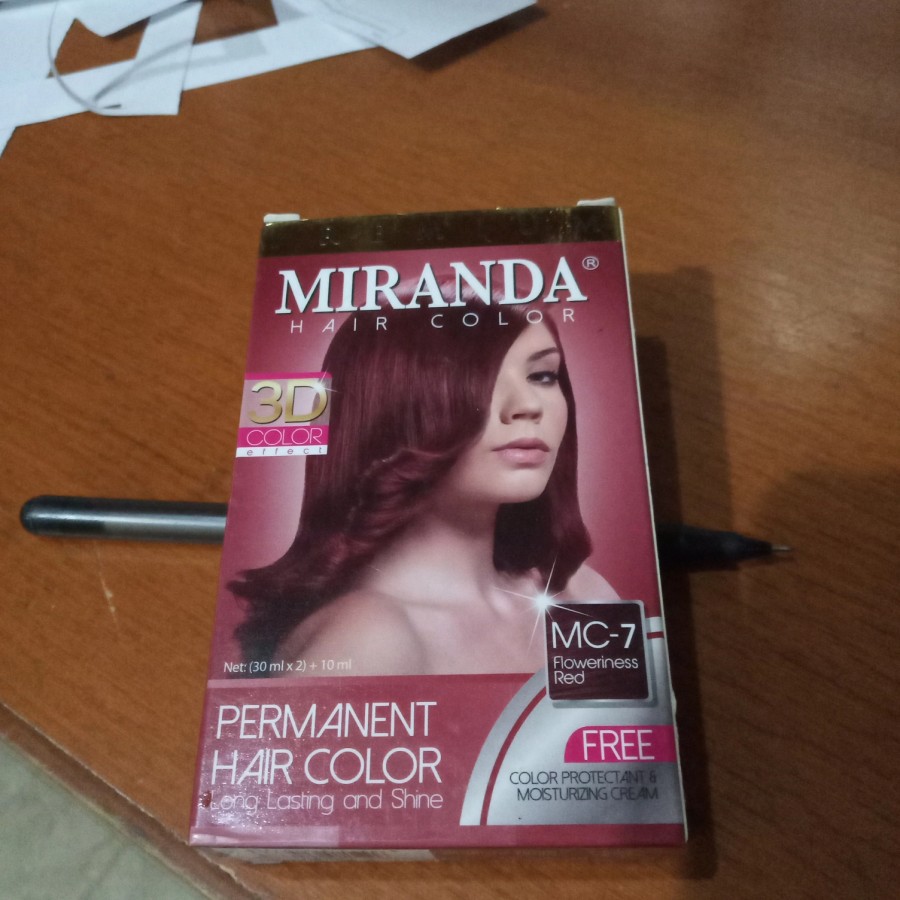 PREMIUM
MIRANDA®
HAIR COLOR
3D
COLOR
effect
MC-7
Floweriness
Red
Net: (30 ml x 2) + 10 ml
PERMANENT
HAIR COLOR
Long Lasting and Shine
FREE
COLOR PROTECTANT &
MOISTURIZING CREAM